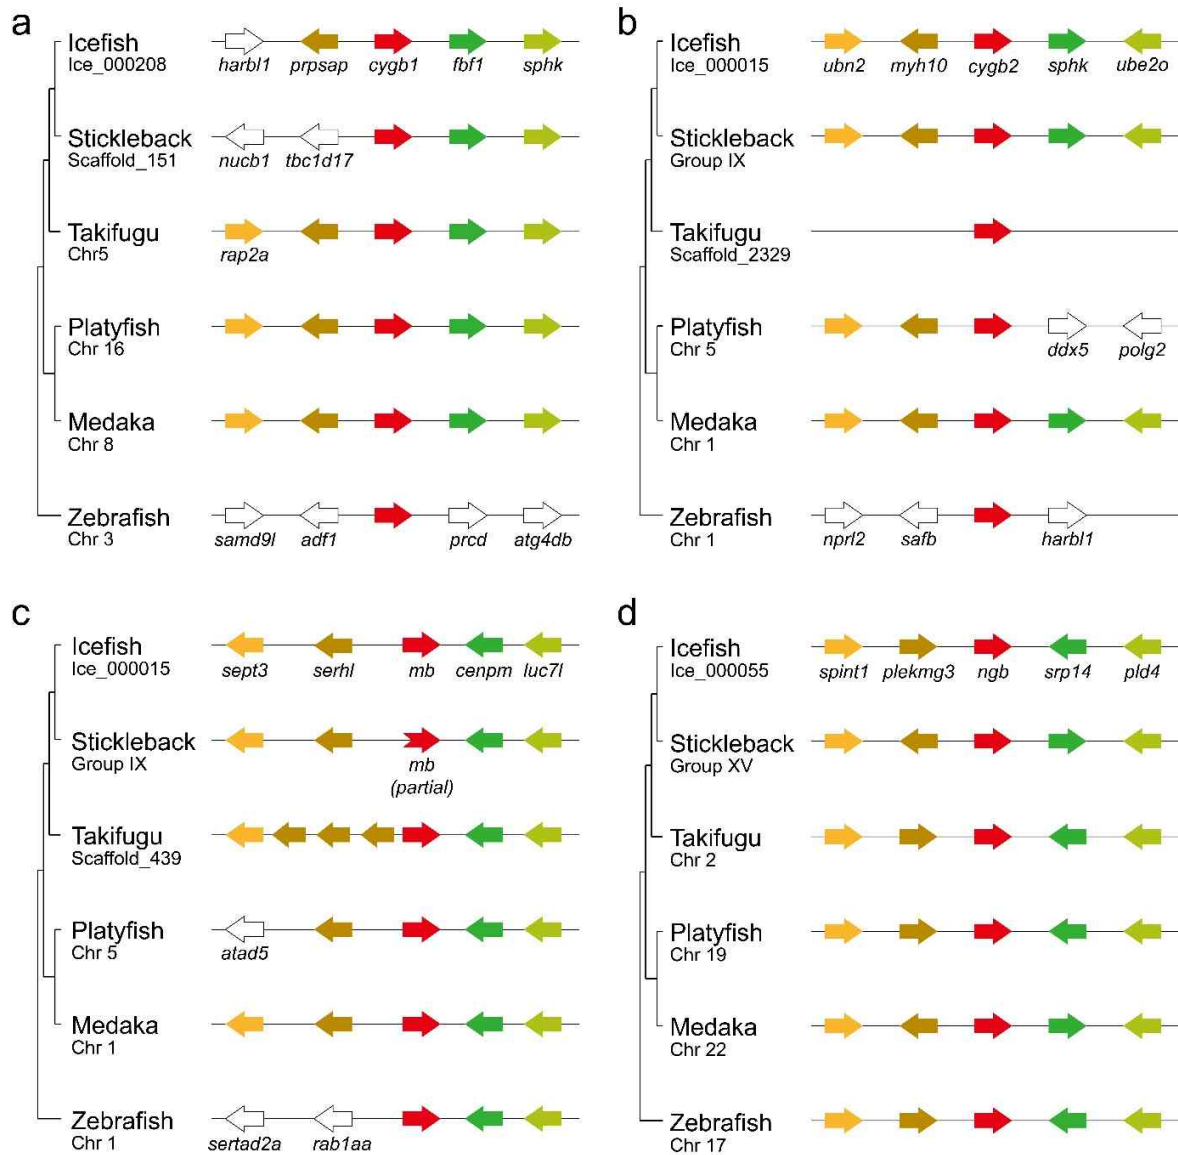 a
Icefish
Ice_000208
harbl1 prpsap cygb1 fbf1 sphk
Stickleback
Scaffold_151
nucb1 tbc1d17
Takifugu
Chr5
rap2a
Platyfish
Chr 16
Medaka
Chr 8
Zebrafish
Chr 3
samd9l adf1 prcd atg4db
b
Icefish
Ice_000015
ubn2 myh10 cygb2 sphk ube2o
Stickleback
Group IX
Takifugu
Scaffold_2329
Platyfish
Chr 5
ddx5 polg2
Medaka
Chr 1
Zebrafish
Chr 1
nprl2 safb harbl1
c
Icefish
Ice_000015
sept3 serhl mb cenpm luc7l
Stickleback
Group IX
mb
(partial)
Takifugu
Scaffold_439
Platyfish
Chr 5
atad5
Medaka
Chr 1
Zebrafish
Chr 1
sertad2a rab1aa
d
Icefish
Ice_000055
spint1 plekmg3 ngb srp14 pld4
Stickleback
Group XV
Takifugu
Chr 2
Platyfish
Chr 19
Medaka
Chr 22
Zebrafish
Chr 17